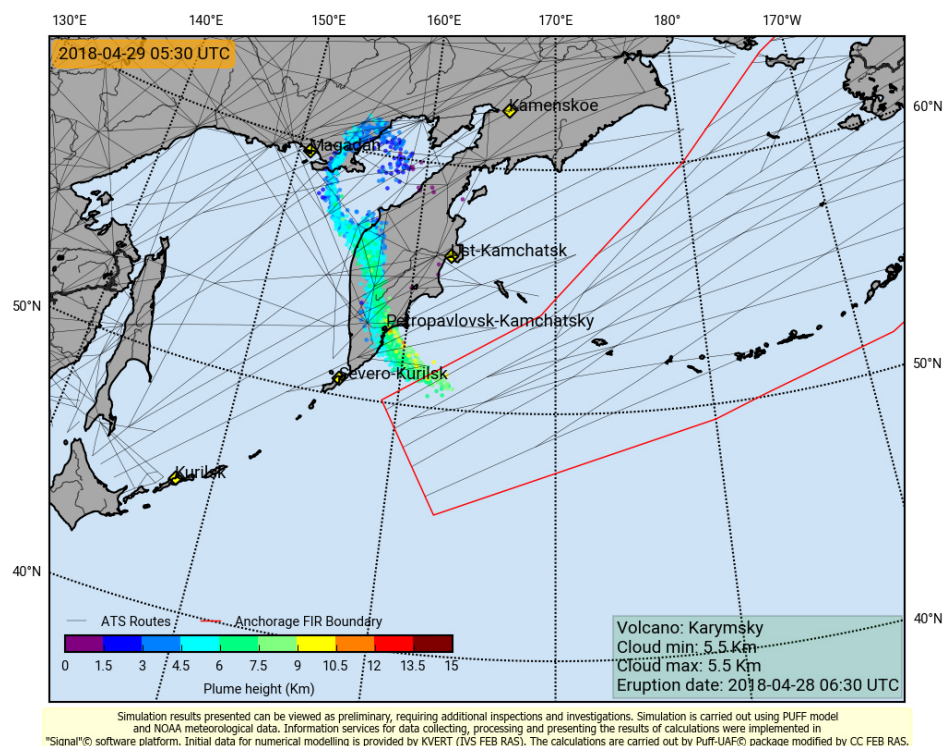 130°E 140°E 150°E 160°E 170°E 180°E 170°W
2018-04-29 05:30 UTC
60°N
Kamenskoe
Magadan
Ust-Kamchatsk
50°N
Petropavlovsk-Kamchatsky
50°N
Severo-Kurilsk
Kurilsk
40°N
40°N
ATS Routes Anchorage FIR Boundary
0 1.5 3 4.5 6 7.5 9 10.5 12 13.5 15
Plume height (Km)
Volcano: Karymsky
Cloud min: 5.5 Km
Cloud max: 5.5 Km
Eruption date: 2018-04-28 06:30 UTC
Simulation results presented can be viewed as preliminary, requiring additional inspections and investigations. Simulation is carried out using PUFF model
and NOAA meteorological data. Information services for data collecting, processing and presenting the results of calculations were implemented in
"Signal"© software platform. Initial data for numerical modelling is provided by KVERT (IVS FEB RAS). The calculations are carried out by Puff-UAF© package modified by CC FEB RAS.